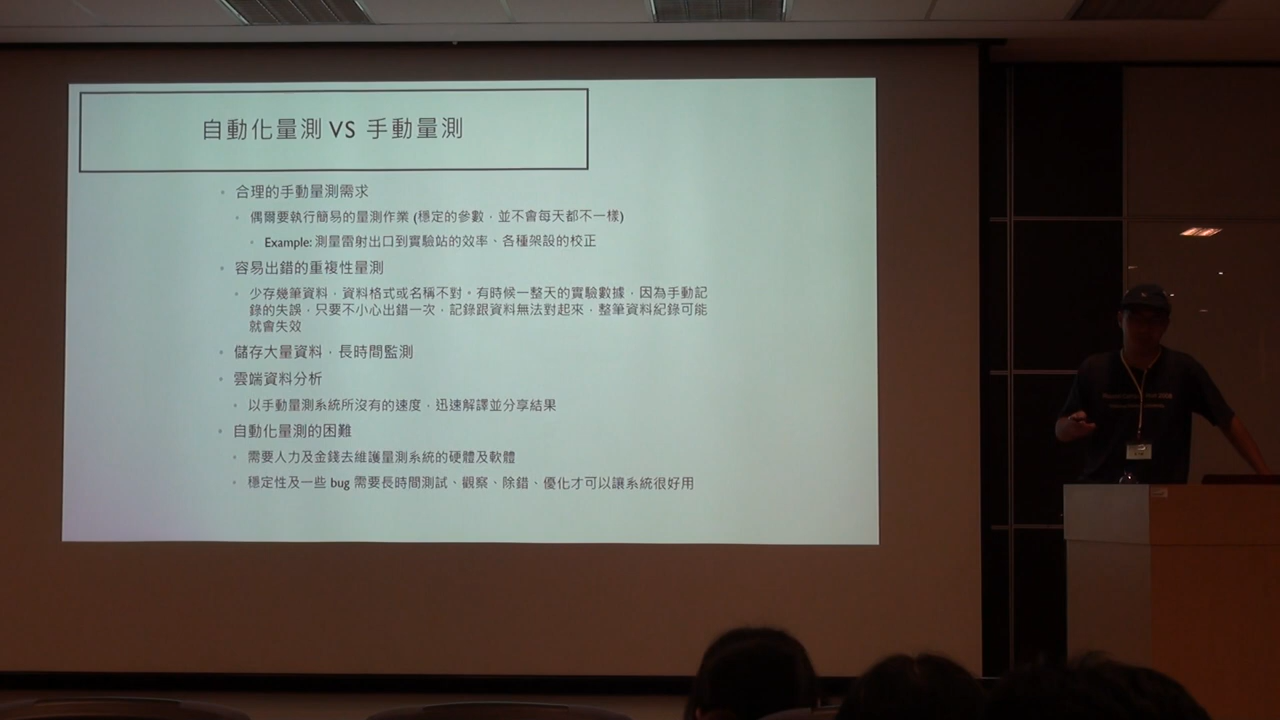 自動化量測 VS 手動量測
合理的手動量測需求
偶爾要執行簡易的量測作業 (穩定的參數，並不會每天都不一樣)
Example: 測量雷射出口到實驗站的效率、各種架設的校正
容易出錯的重複性量測
少存幾筆資料，資料格式或名稱不對。有時候一整天的實驗數據，因為手動記
錄的失誤，只要不小心出錯一次，記錄跟資料無法對起來，整筆資料紀錄可能
就會失效
儲存大量資料，長時間監測
雲端資料分析
以手動量測系統所沒有的速度，迅速解譯並分享結果
自動化量測的困難
需要人力及金錢去維護量測系統的硬體及軟體
穩定性及一些 bug 需要長時間測試、觀察、除錯、優化才可以讓系統很好用